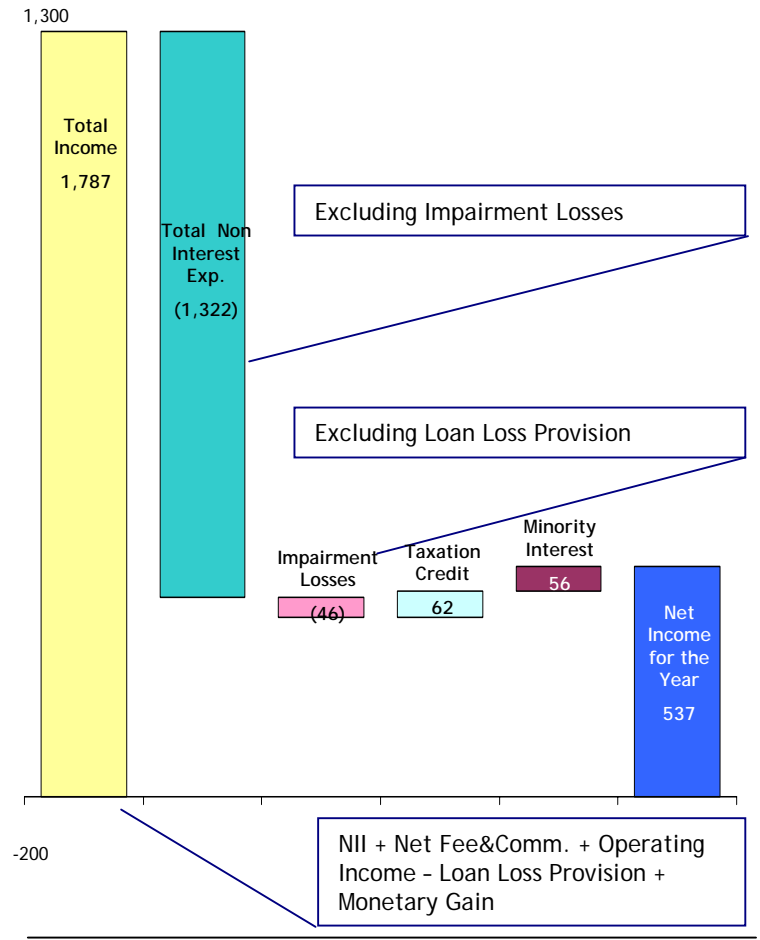 1,300
Total
Income
1,787
Total Non
Interest
Exp.
(1,322)
Excluding Impairment Losses
Excluding Loan Loss Provision
Impairment
Losses
(46)
Taxation
Credit
62
Minority
Interest
56
Net
Income
for the
Year
537
-200
NII + Net Fee&Comm. + Operating
Income – Loan Loss Provision +
Monetary Gain